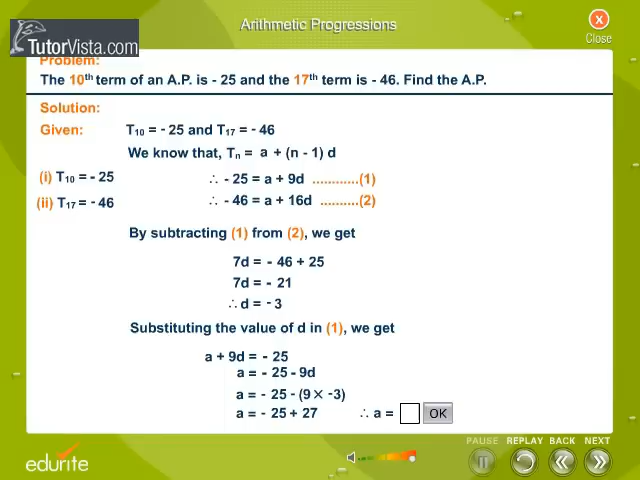 Arithmetic Progressions
X
Close
TutorVista.com
Problem:
The 10th term of an A.P. is - 25 and the 17th term is - 46. Find the A.P.
Solution:
Given: T10 = - 25 and T17 = - 46
We know that, Tn = a + (n - 1) d
(i) T10 = - 25 ∴ - 25 = a + 9d ............(1)
(ii) T17 = - 46 ∴ - 46 = a + 16d ..........(2)
By subtracting (1) from (2), we get
7d = - 46 + 25
7d = - 21
∴ d = - 3
Substituting the value of d in (1), we get
a + 9d = - 25
a = - 25 - 9d
a = - 25 - (9 × - 3)
a = - 25 + 27 ∴ a = OK
PAUSE REPLAY BACK NEXT
edurite